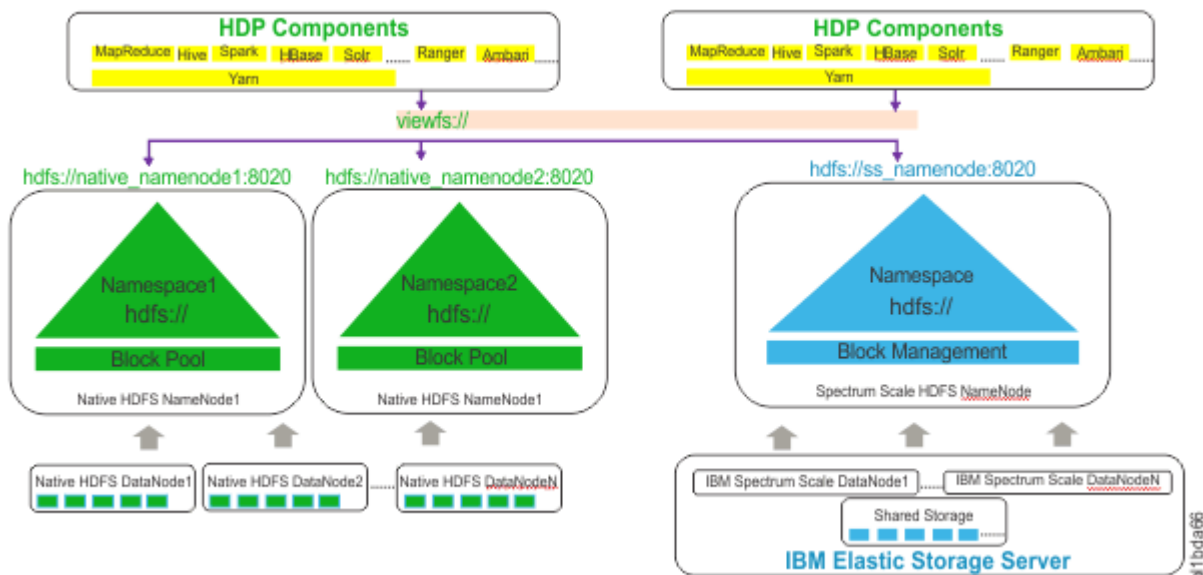 HDP Components
MapReduce Hive Spark HBase Solr ...... Ranger Ambari ......
Yarn
HDP Components
MapReduce Hive Spark HBase Solr ...... Ranger Ambari ......
Yarn
viewfs://
hdfs://native_namenode1:8020
hdfs://native_namenode2:8020
hdfs://ss_namenode:8020
Namespace1
hdfs://
Block Pool
Native HDFS NameNode1
Namespace2
hdfs://
Block Pool
Native HDFS NameNode1
Namespace
hdfs://
Block Management
Spectrum Scale HDFS NameNode
Native HDFS DataNode1
Native HDFS DataNode2
......
Native HDFS DataNodeN
IBM Spectrum Scale DataNode1
......
IBM Spectrum Scale DataNodeN
Shared Storage
......
IBM Elastic Storage Server